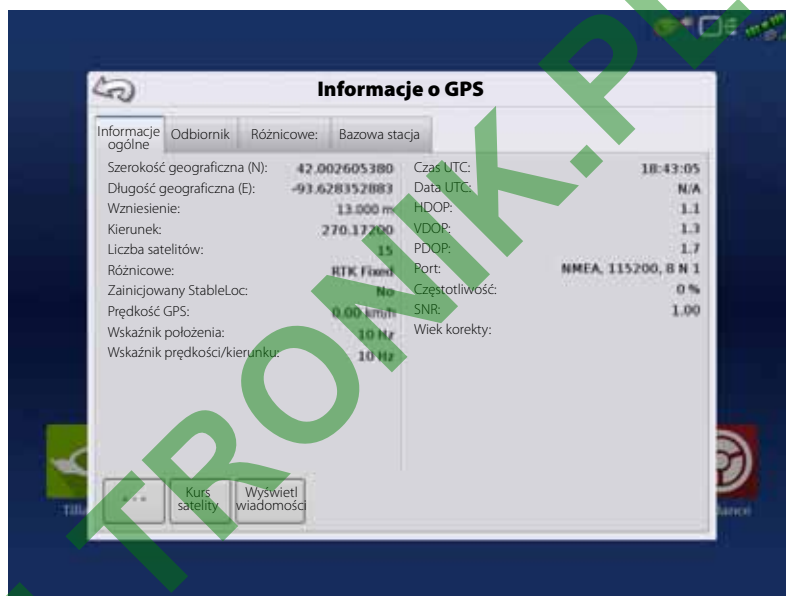 Informacje o GPS
Informacje ogólne
Odbiornik
Różnicowe:
Bazowa stacja
Szerokość geograficzna (N): 42.002605380
Długość geograficzna (E): -93.628352883
Wzniesienie: 13.000 m
Kierunek: 270.17200
Liczba satelitów: 15
Różnicowe: RTK Fixed
Zainicjowany StableLoc: No
Prędkość GPS: 0.00 km/h
Wskaźnik położenia: 10 Hz
Wskaźnik prędkości/kierunku: 10 Hz
Czas UTC: 18:43:05
Data UTC: N/A
HDOP: 1.1
VDOP: 1.3
PDOP: 1.7
Port: NMEA, 115200, 8 N 1
Częstotliwość: 0 %
SNR: 1.00
Wiek korekty:
...
Kurs
satelity
Wyświetl
wiadomości
TRONIK.PL